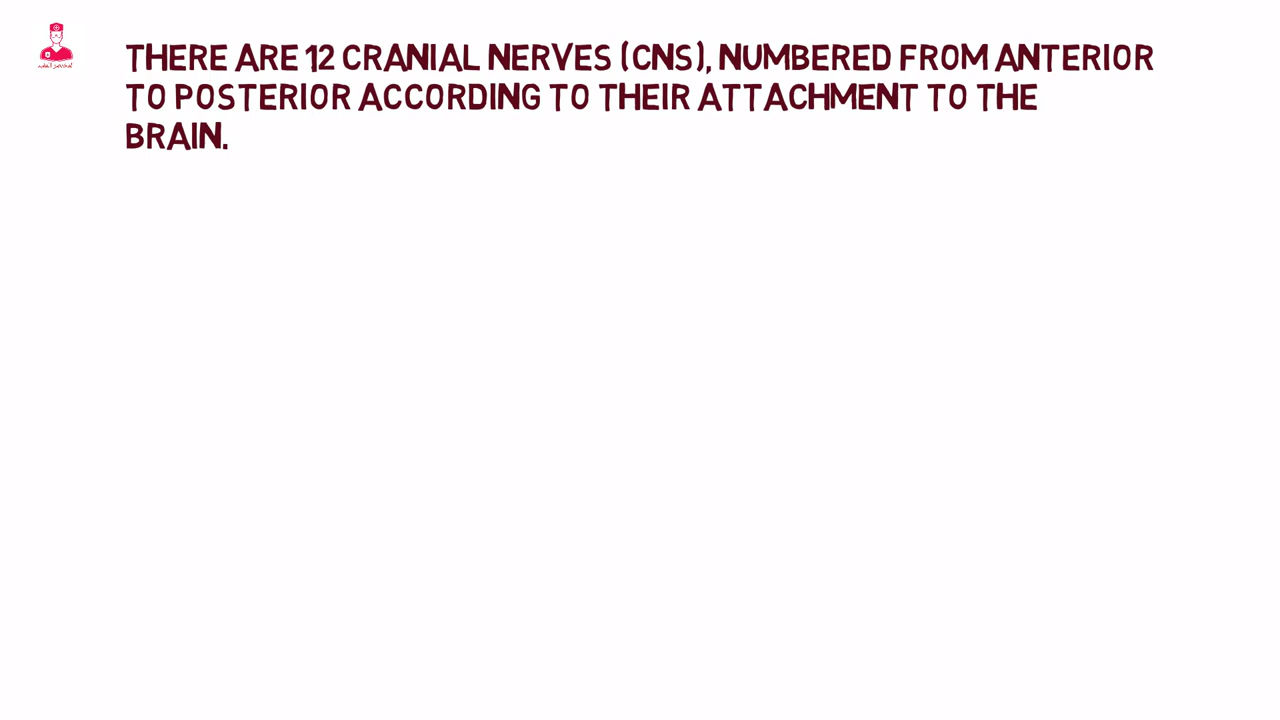 THERE ARE 12 CRANIAL NERVES (CNS), NUMBERED FROM ANTERIOR
TO POSTERIOR ACCORDING TO THEIR ATTACHMENT TO THE
BRAIN.